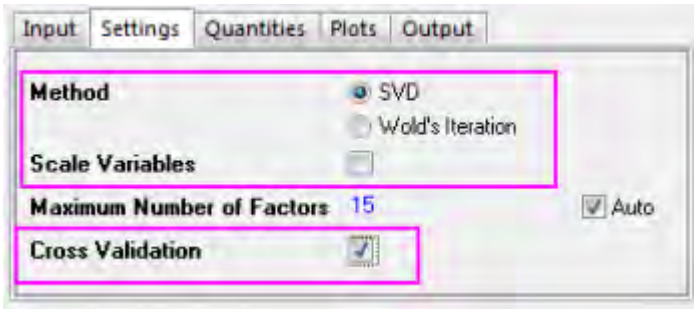 Input Settings Quantities Plots Output
Method SVD
Wold's Iteration
Scale Variables
Maximum Number of Factors 15 Auto
Cross Validation